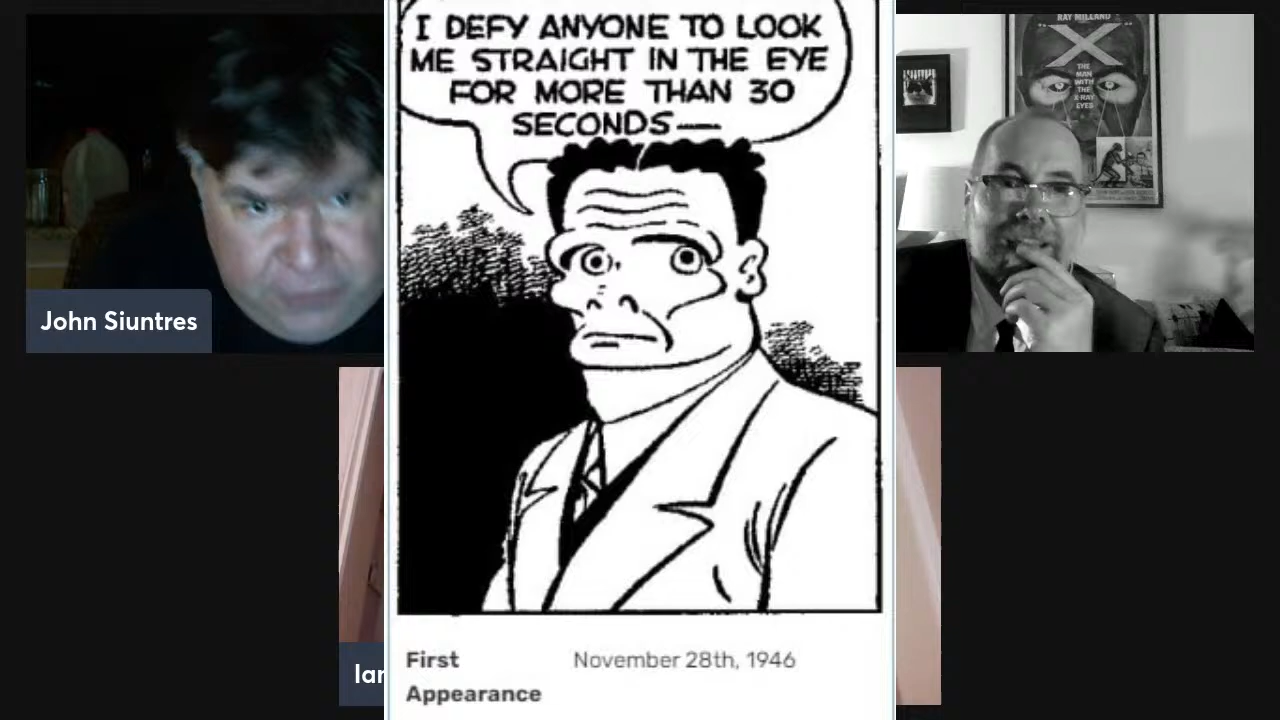 I DEFY ANYONE TO LOOK
ME STRAIGHT IN THE EYE
FOR MORE THAN 30
SECONDS—
RAY MILLAND
X
THE
MAN
WITH
THE
X-RAY
EYES
John Siuntres
Ian
First
Appearance
November 28th, 1946